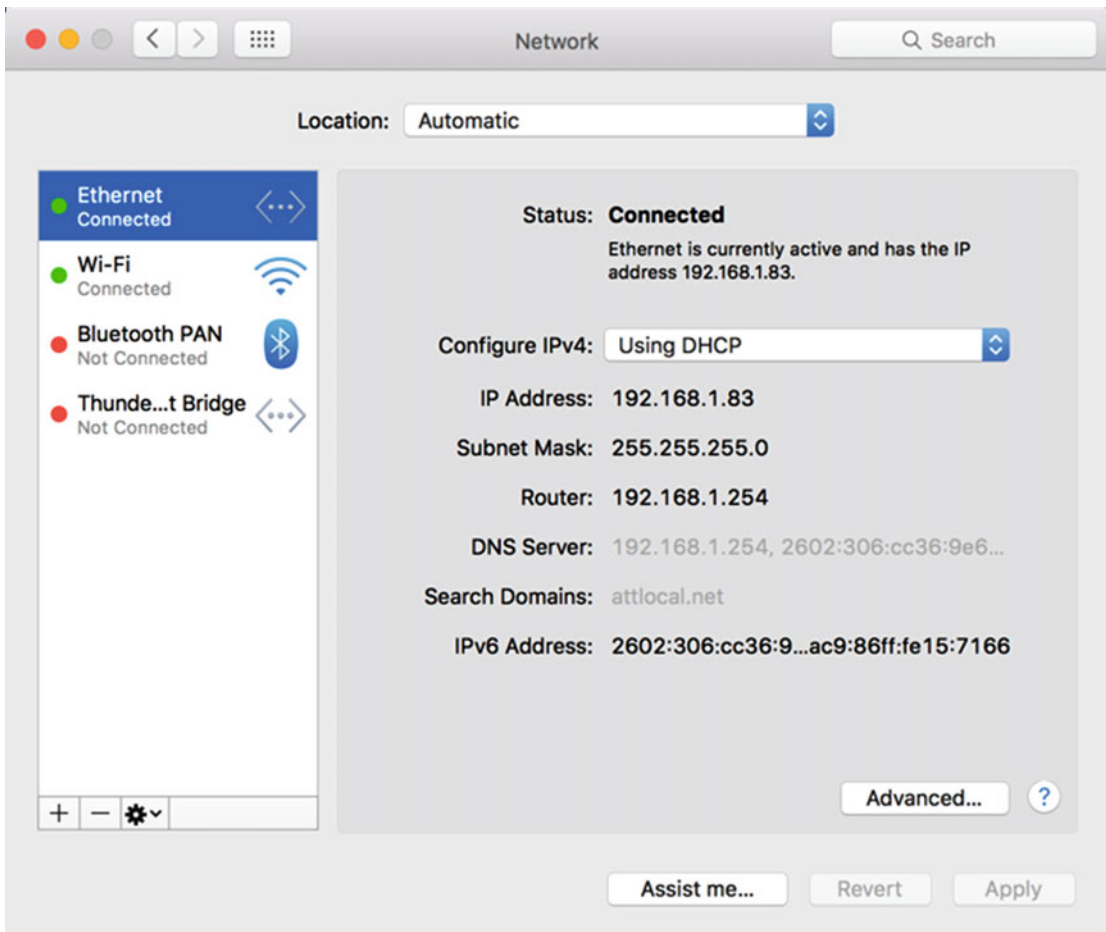 Network
Search
Location: Automatic
Ethernet
Connected
Wi-Fi
Connected
Bluetooth PAN
Not Connected
Thunde...t Bridge
Not Connected
Status: Connected
Ethernet is currently active and has the IP
address 192.168.1.83.
Configure IPv4: Using DHCP
IP Address: 192.168.1.83
Subnet Mask: 255.255.255.0
Router: 192.168.1.254
DNS Server: 192.168.1.254, 2602:306:cc36:9e6...
Search Domains: attlocal.net
IPv6 Address: 2602:306:cc36:9...ac9:86ff:fe15:7166
Advanced... ?
Assist me... Revert Apply